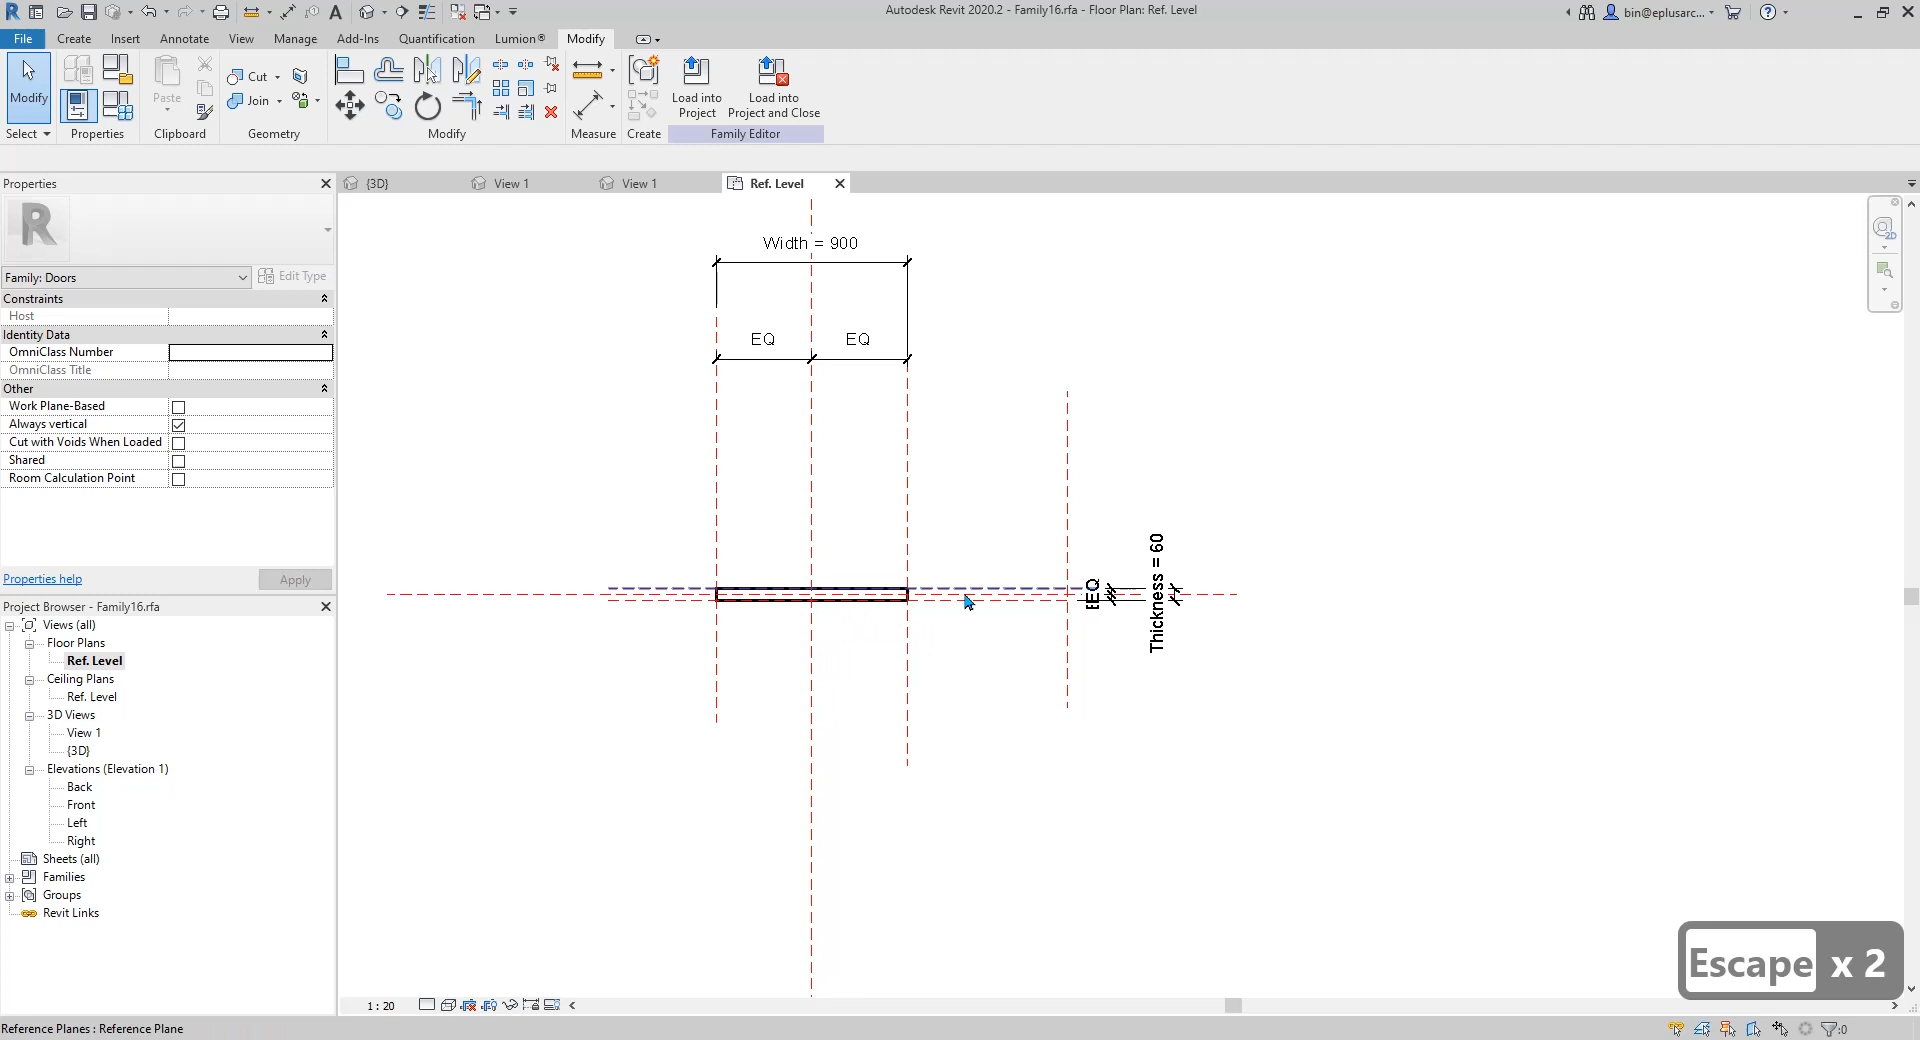 Autodesk Revit 2020.2 - Family16.rfa - Floor Plan: Ref. Level
bin@eplusarc...
File Create Insert Annotate View Manage Add-Ins Quantification Lumion® Modify
Modify
Paste
Cut
Join
Load into
Project
Load into
Project and Close
Select Properties Clipboard Geometry Modify Measure Create Family Editor
Properties
{3D}
View 1
View 1
Ref. Level
R
Family: Doors
Edit Type
Constraints
Host
Identity Data
OmniClass Number
OmniClass Title
Other
Work Plane-Based
Always vertical
Cut with Voids When Loaded
Shared
Room Calculation Point
Properties help
Apply
Project Browser - Family16.rfa
Views (all)
Floor Plans
Ref. Level
Ceiling Plans
Ref. Level
3D Views
View 1
{3D}
Elevations (Elevation 1)
Back
Front
Left
Right
Sheets (all)
Families
Groups
Revit Links
Width = 900
EQ
EQ
EQ
Thickness = 60
2D
1 : 20
Escape x 2
Reference Planes : Reference Plane
:0